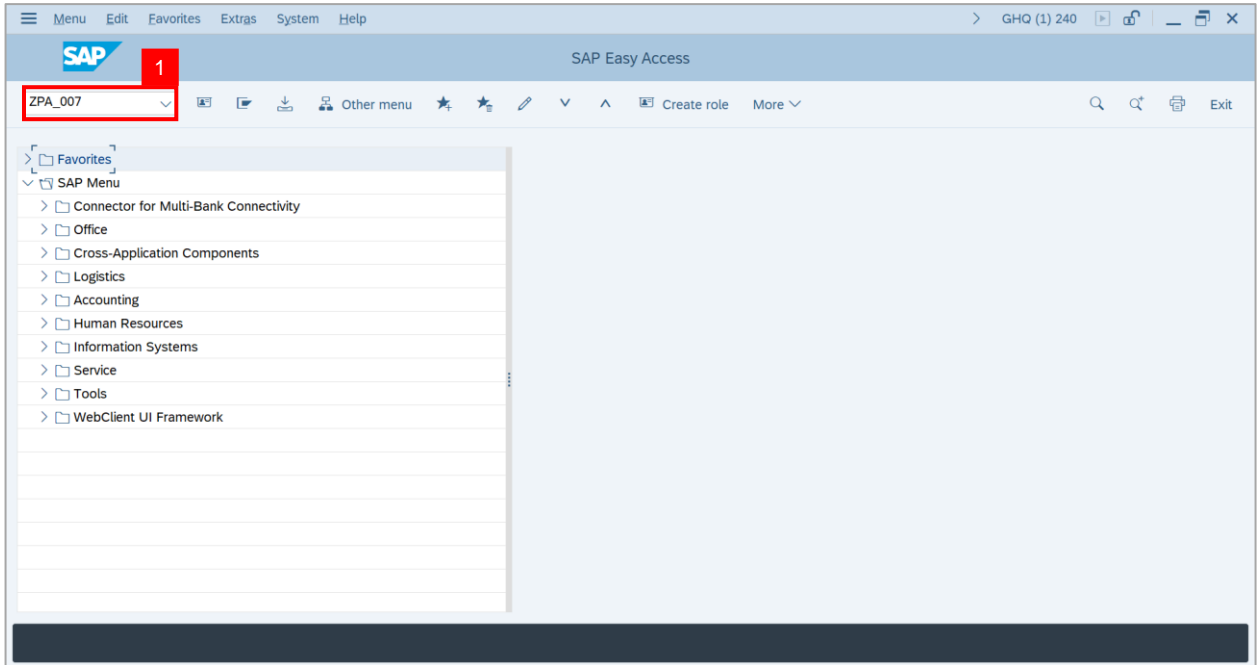 Menu Edit Favorites Extras System Help GHQ (1) 240
SAP SAP Easy Access
1
ZPA_007 Other menu Create role More Exit
Favorites
SAP Menu
Connector for Multi-Bank Connectivity
Office
Cross-Application Components
Logistics
Accounting
Human Resources
Information Systems
Service
Tools
WebClient UI Framework